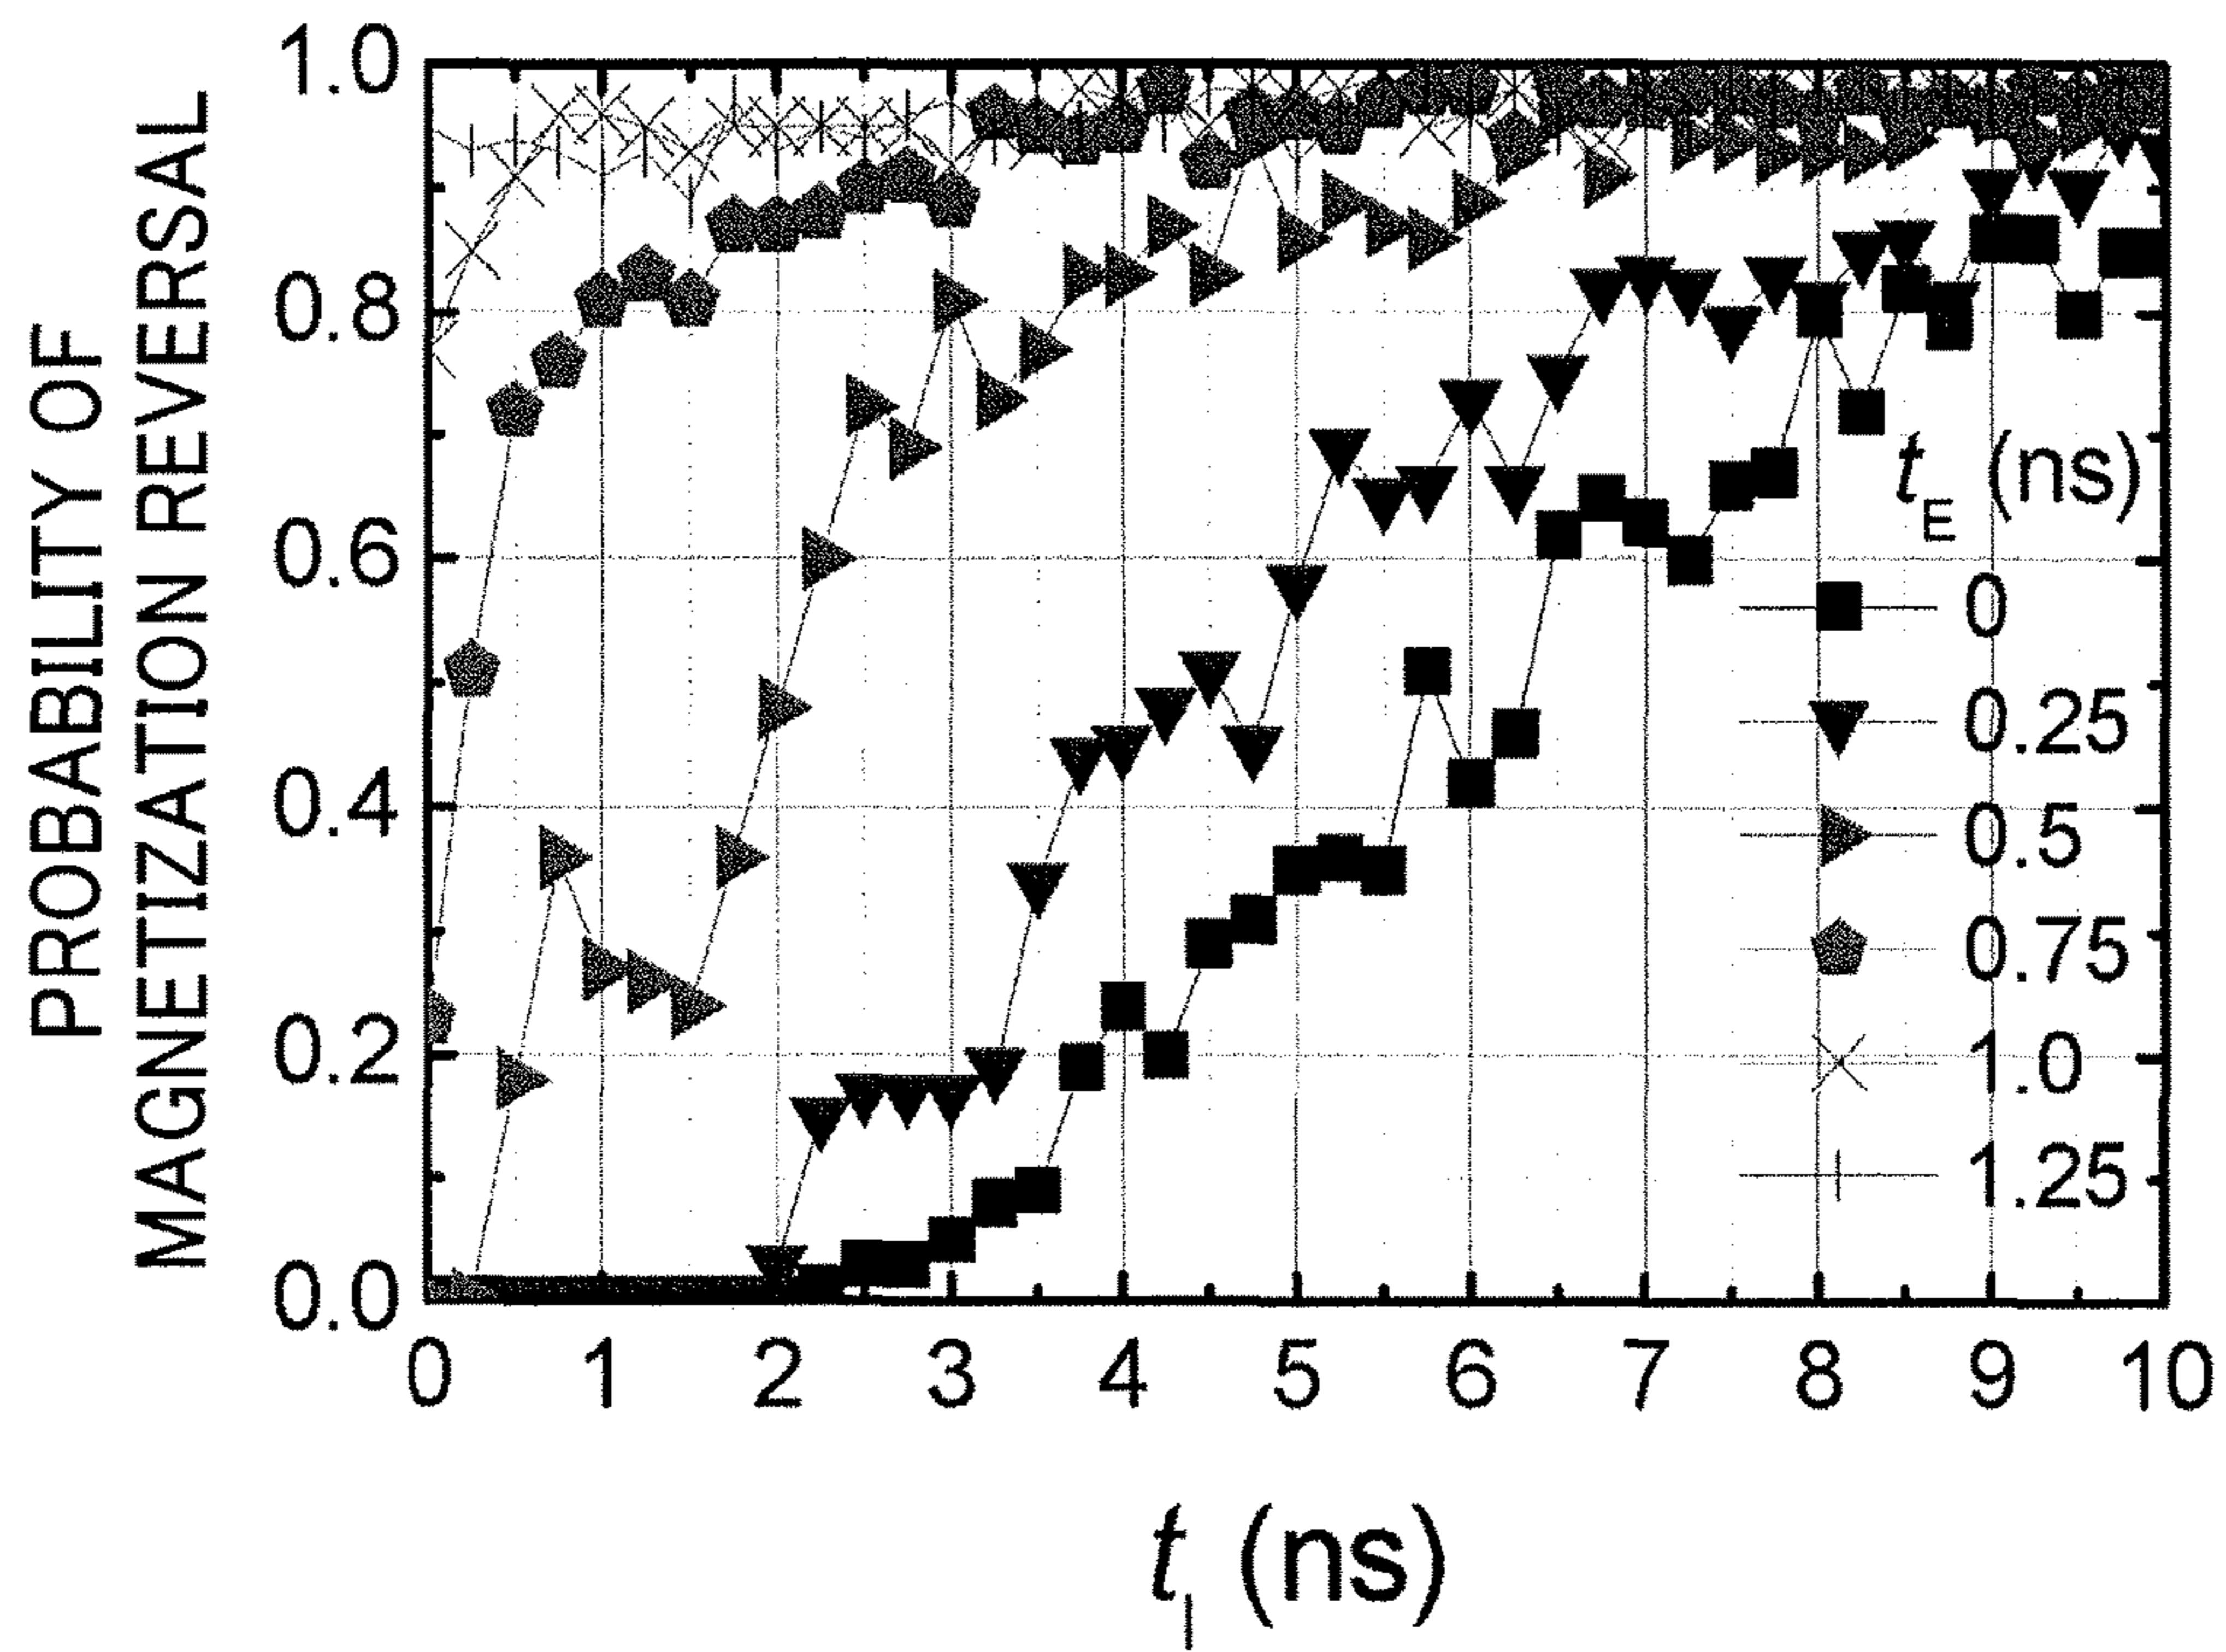 PROBABILITY OF
MAGNETIZATION REVERSAL
1.0
0.8
0.6
0.4
0.2
0.0
0 1 2 3 4 5 6 7 8 9 10
tI (ns)
tE (ns)
0
0.25
0.5
0.75
1.0
1.25